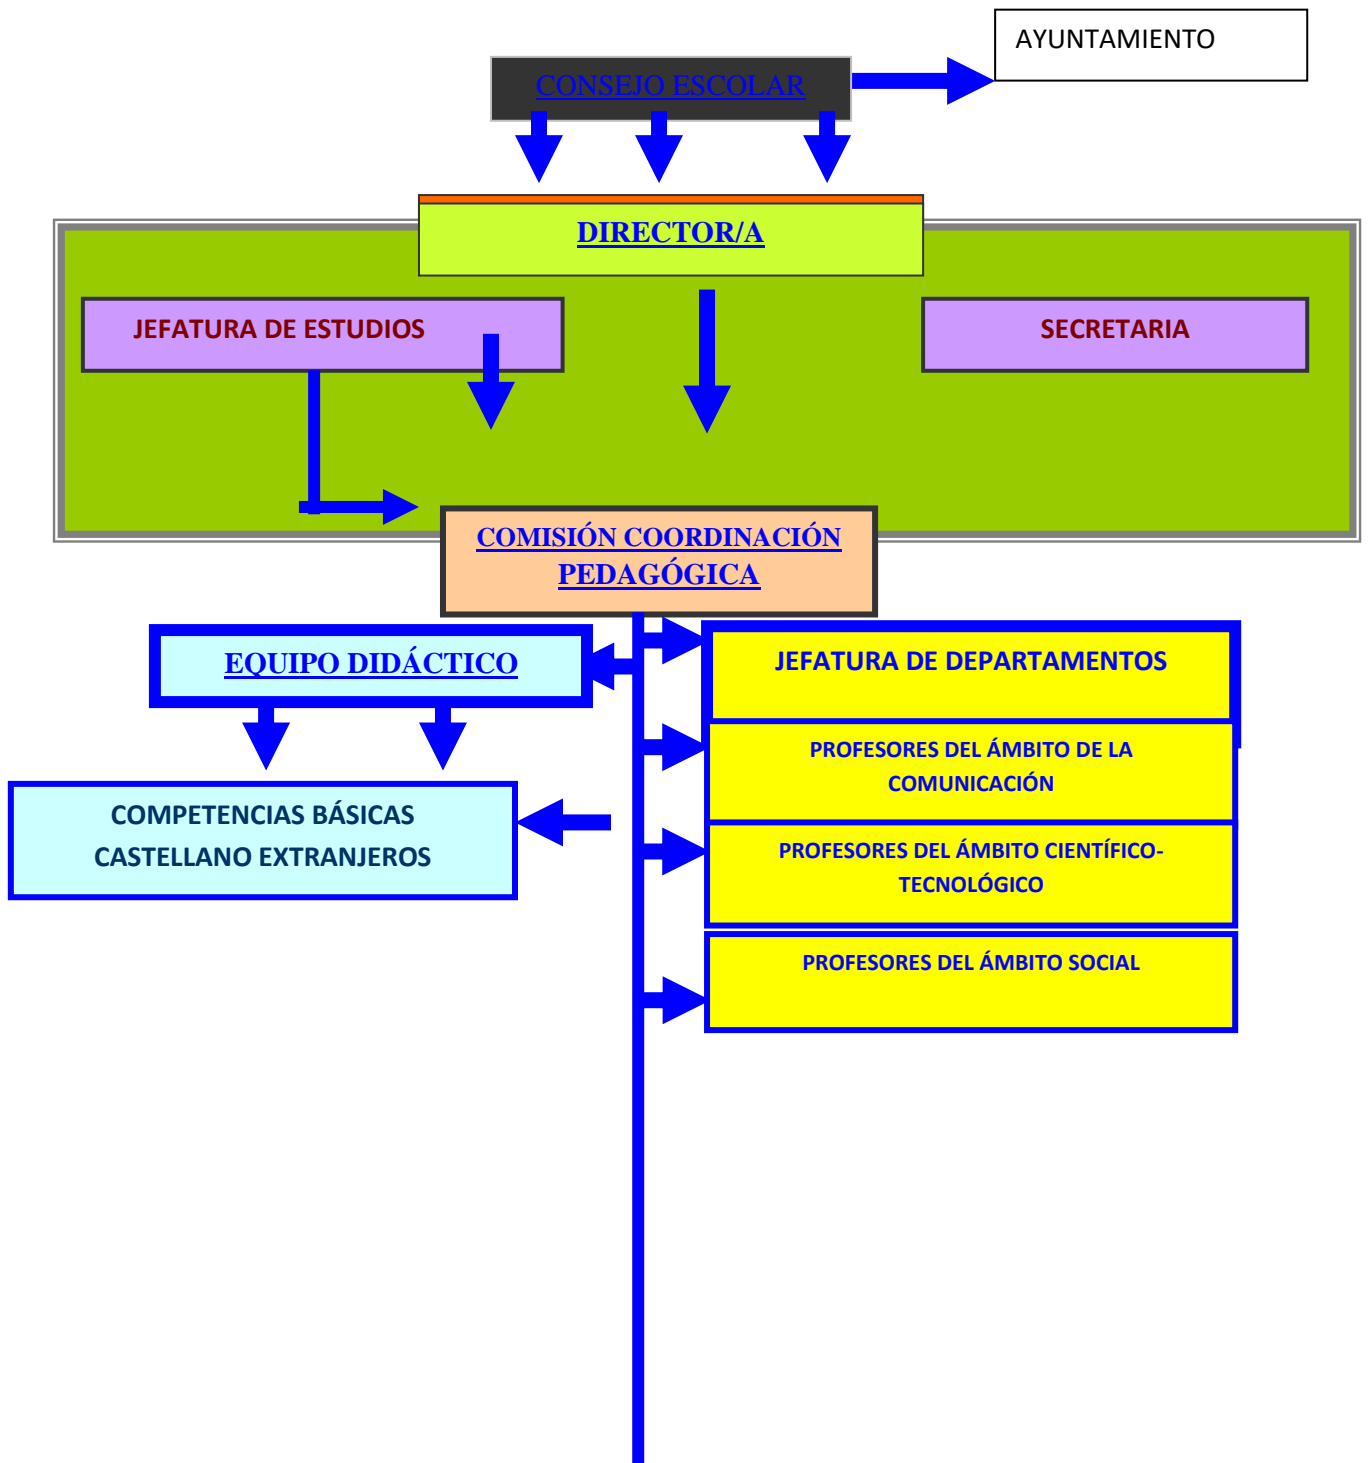 AYUNTAMIENTO
CONSEJO ESCOLAR
DIRECTOR/A
JEFATURA DE ESTUDIOS
SECRETARIA
COMISIÓN COORDINACIÓN
PEDAGÓGICA
EQUIPO DIDÁCTICO
JEFATURA DE DEPARTAMENTOS
PROFESORES DEL ÁMBITO DE LA
COMUNICACIÓN
COMPETENCIAS BÁSICAS
CASTELLANO EXTRANJEROS
PROFESORES DEL ÁMBITO CIENTÍFICO-
TECNOLÓGICO
PROFESORES DEL ÁMBITO SOCIAL